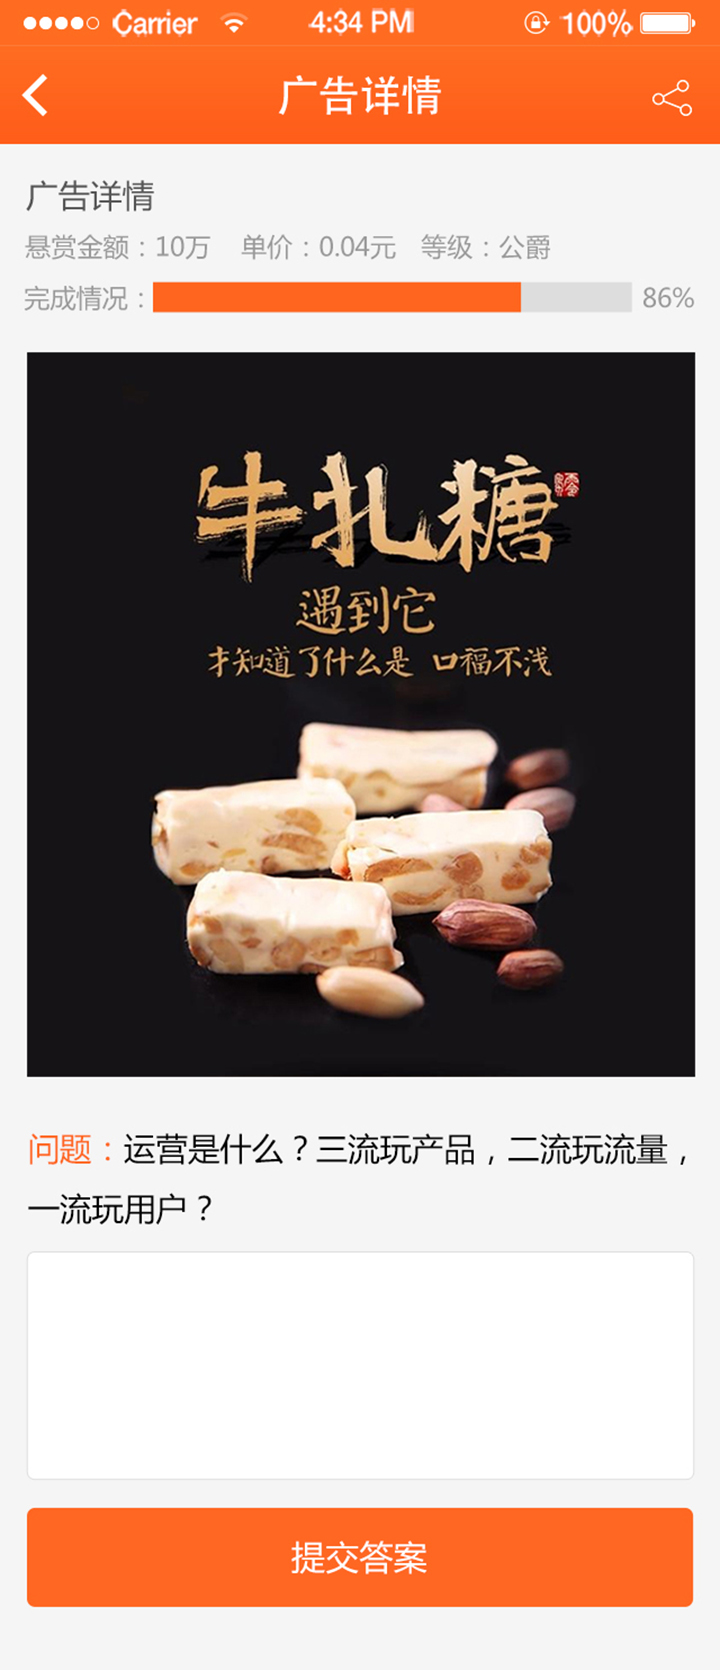 Carrier 4:34 PM 100%
广告详情
广告详情
悬赏金额：10万 单价：0.04元 等级：公爵
完成情况： 86%
牛扎糖
遇到它
才知道了什么是 口福不浅
问题：运营是什么？三流玩产品，二流玩流量，
一流玩用户？
提交答案